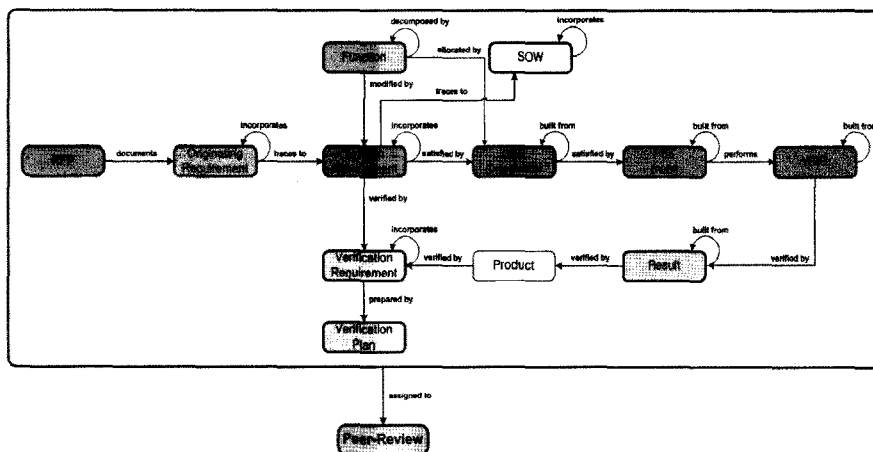 decomposed by
incorporates
Function
allocated by
SOW
modified by
traces to
incorporates
incorporates
built from
built from
built from
documents
Originating
Requirement
traces to
satisfied by
satisfied by
performs
verified by
incorporates
built from
Verification
Requirement
verified by
Product
verified by
Result
verified by
prepared by
Verification
Plan
assigned to
Peer-Review